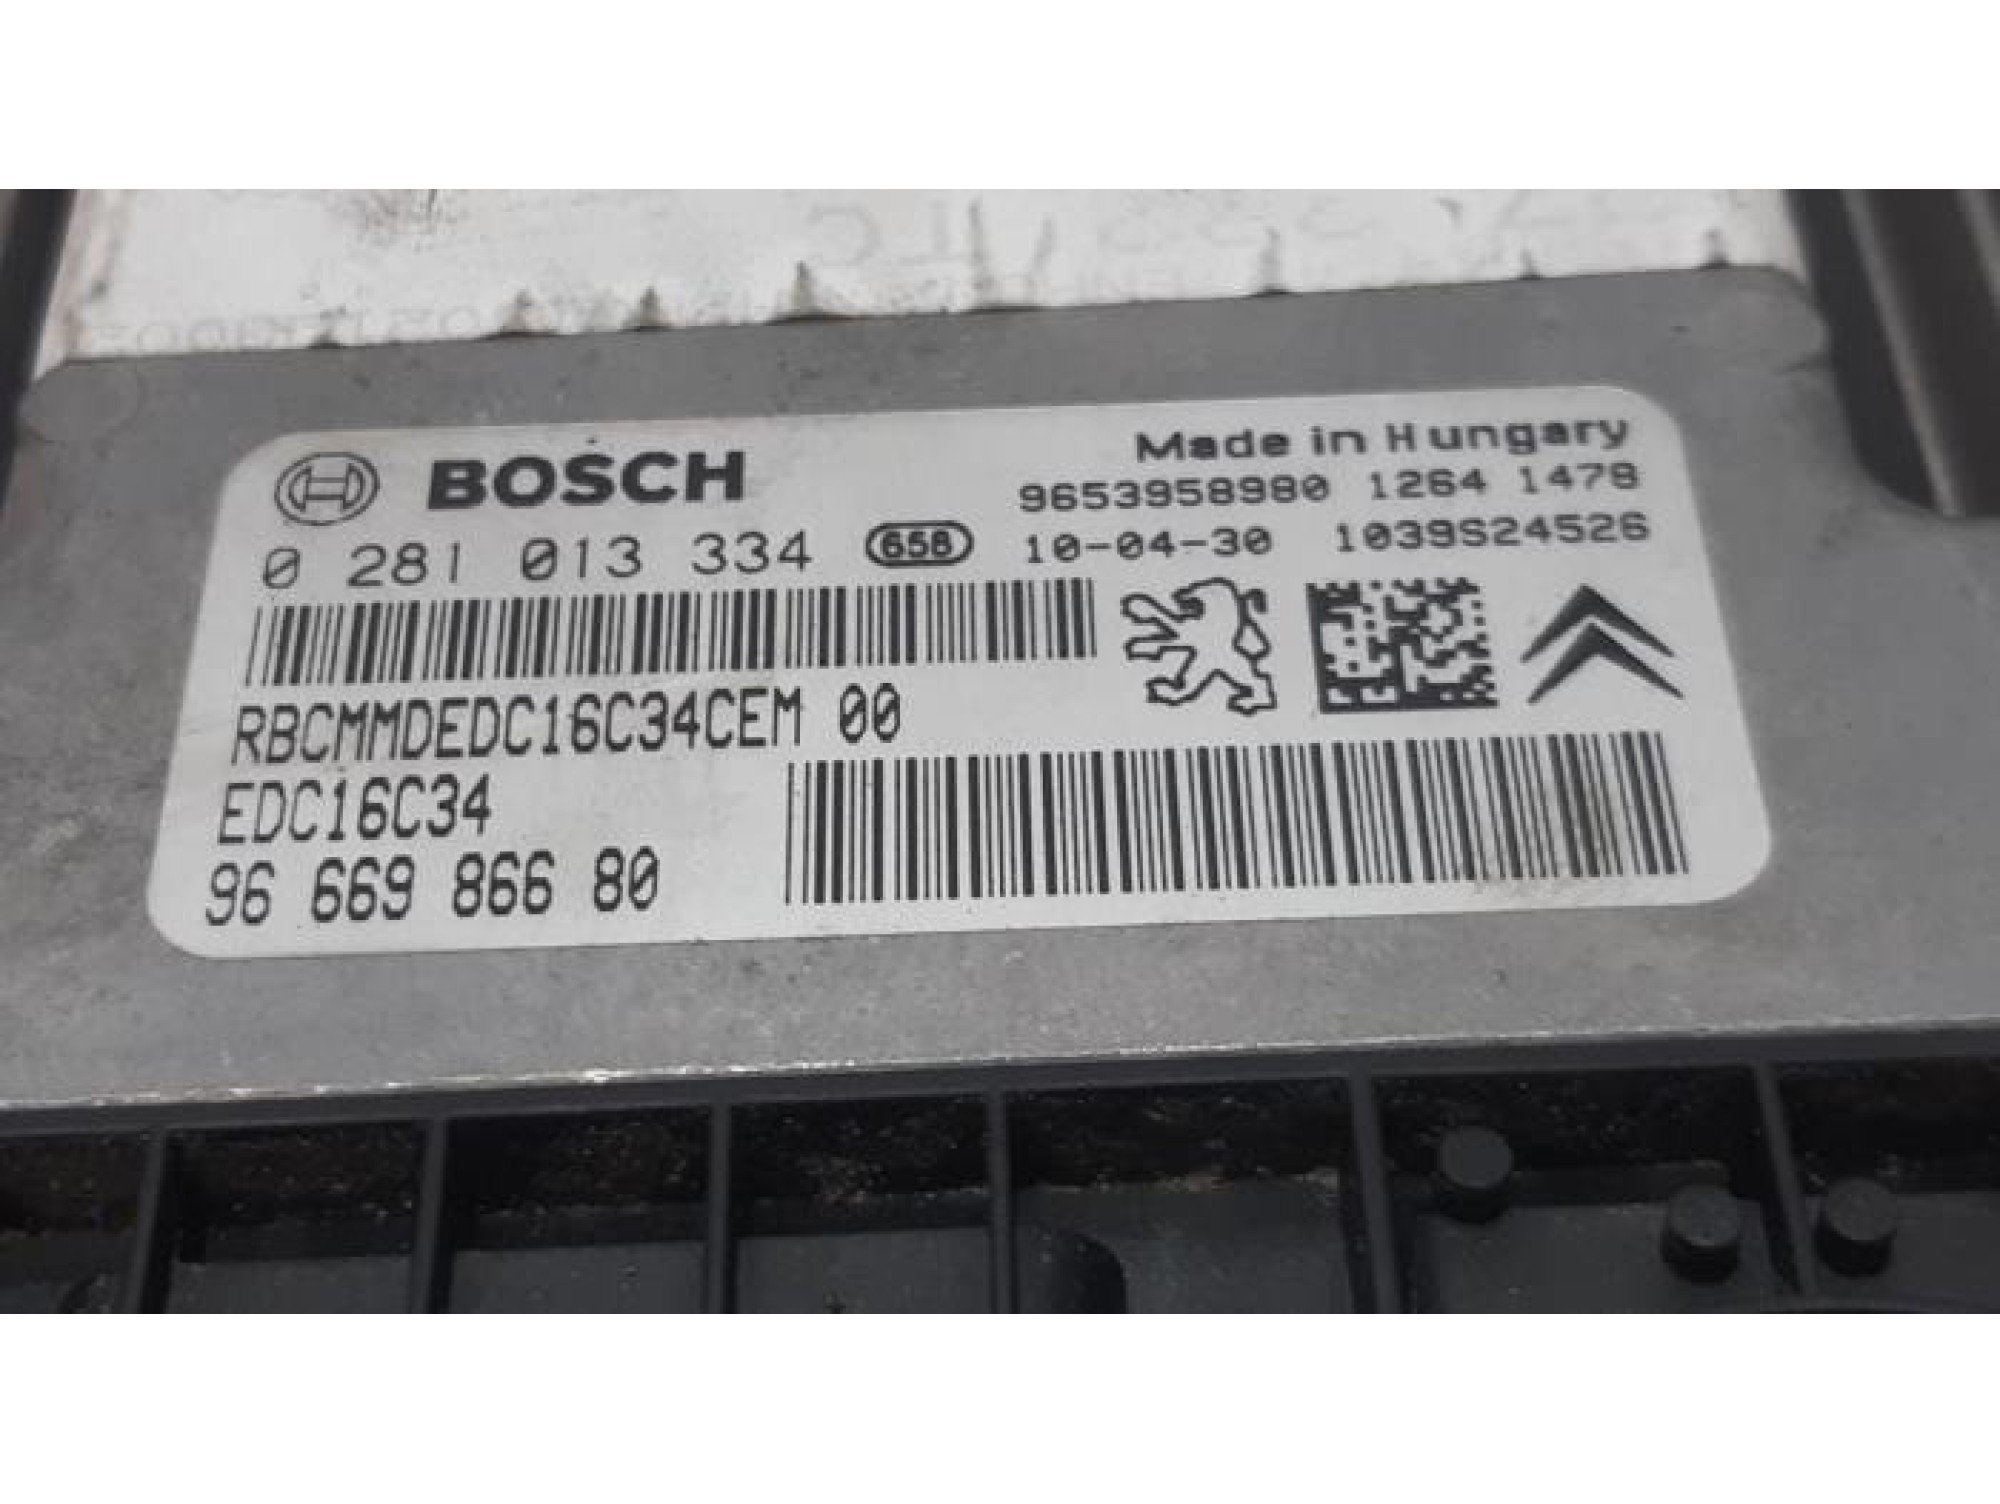 BOSCH
Made in Hungary
9653958980 1264 1478
0 281 013 334 658 10-04-30 1039S24526
RBCMMDEDC16C34CEM 00
EDC16C34
96 669 866 80